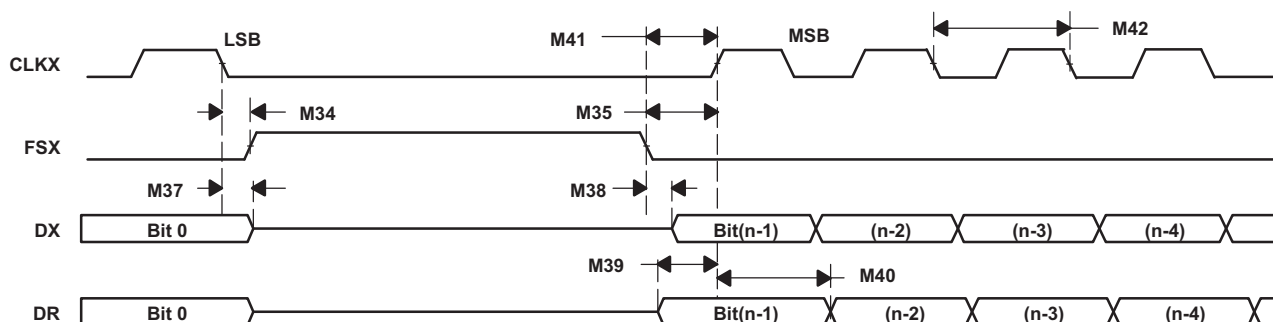 LSB M41 MSB M42
CLKX
M34 M35
FSX
M37 M38
DX Bit 0 Bit(n-1) (n-2) (n-3) (n-4)
M39 M40
DR Bit 0 Bit(n-1) (n-2) (n-3) (n-4)